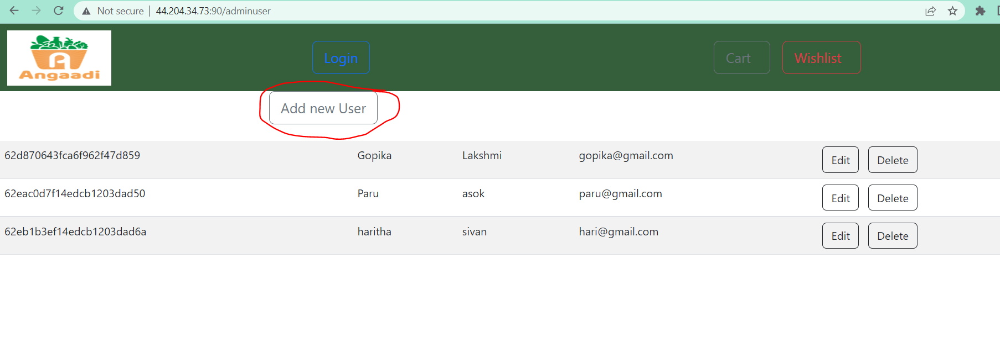 Not secure | 44.204.34.73:90/adminuser
Angaadi
Login
Cart
Wishlist
Add new User
62d870643fca6f962f47d859 Gopika Lakshmi gopika@gmail.com Edit Delete
62eac0d7f14edcb1203dad50 Paru asok paru@gmail.com Edit Delete
62eb1b3ef14edcb1203dad6a haritha sivan hari@gmail.com Edit Delete